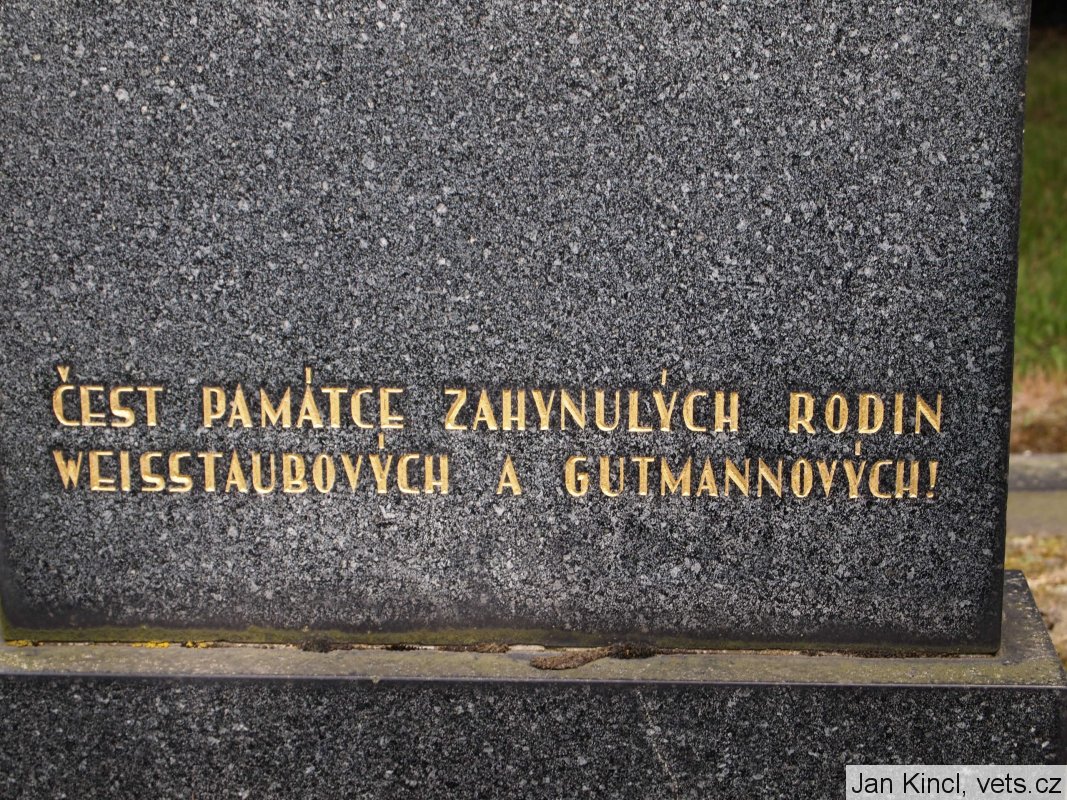 ČEST PAMÁTCE ZAHYNULÝCH RODIN
WEISSTAUBOVÝCH A GUTMANNOVÝCH!
Jan Kincl, vets.cz